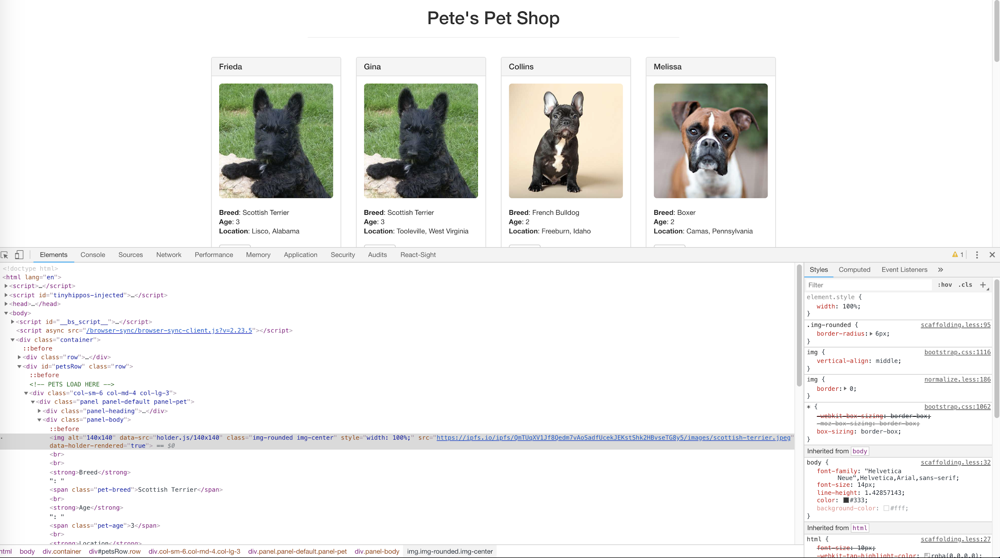 Pete's Pet Shop
Frieda
Gina
Collins
Melissa
Breed: Scottish Terrier
Age: 3
Location: Lisco, Alabama
Breed: Scottish Terrier
Age: 3
Location: Tooleville, West Virginia
Breed: French Bulldog
Age: 2
Location: Freeburn, Idaho
Breed: Boxer
Age: 2
Location: Camas, Pennsylvania
Elements Console Sources Network Performance Memory Application Security Audits React-Sight 1
<!doctype html>
<html lang="en">
<script>…</script>
<script id="tinyhippos-injected">…</script>
<head>…</head>
<body>
<script id="__bs_script__">…</script>
<script async src="/browser-sync/browser-sync-client.js?v=2.23.5"></script>
<div class="container">
::before
<div class="row">…</div>
<div id="petsRow" class="row">
::before
<!-- PETS LOAD HERE -->
<div class="col-sm-6 col-md-4 col-lg-3">
<div class="panel panel-default panel-pet">
<div class="panel-heading">…</div>
<div class="panel-body">
::before
<img alt="140x140" data-src="holder.js/140x140" class="img-rounded img-center" style="width: 100%;" src="https://ipfs.io/ipfs/QmTUqXV1Jf8Qedm7vAoSadfUcekJEKstShk2HBvseTG8y5/images/scottish-terrier.jpeg"
data-holder-rendered="true"> == $0
<br>
<br>
<strong>Breed</strong>
": "
<span class="pet-breed">Scottish Terrier</span>
<br>
<strong>Age</strong>
": "
<span class="pet-age">3</span>
<br>
<strong>Location</strong>
html body div.container div#petsRow.row div.col-sm-6.col-md-4.col-lg-3 div.panel.panel-default.panel-pet div.panel-body img.img-rounded.img-center
Styles Computed Event Listeners »
Filter :hov .cls +
element.style {
width: 100%;
}
.img-rounded { scaffolding.less:95
border-radius: 6px;
}
img { bootstrap.css:1116
vertical-align: middle;
}
img { normalize.less:186
border: 0;
}
* { bootstrap.css:1062
-webkit-box-sizing: border-box;
-moz-box-sizing: border-box;
box-sizing: border-box;
}
Inherited from body
body { scaffolding.less:32
font-family: "Helvetica
Neue",Helvetica,Arial,sans-serif;
font-size: 14px;
line-height: 1.42857143;
color: #333;
background-color: #fff;
}
Inherited from html
html { scaffolding.less:27
font-size: 10px;
-webkit-tap-highlight-color: rgba(0,0,0,0);